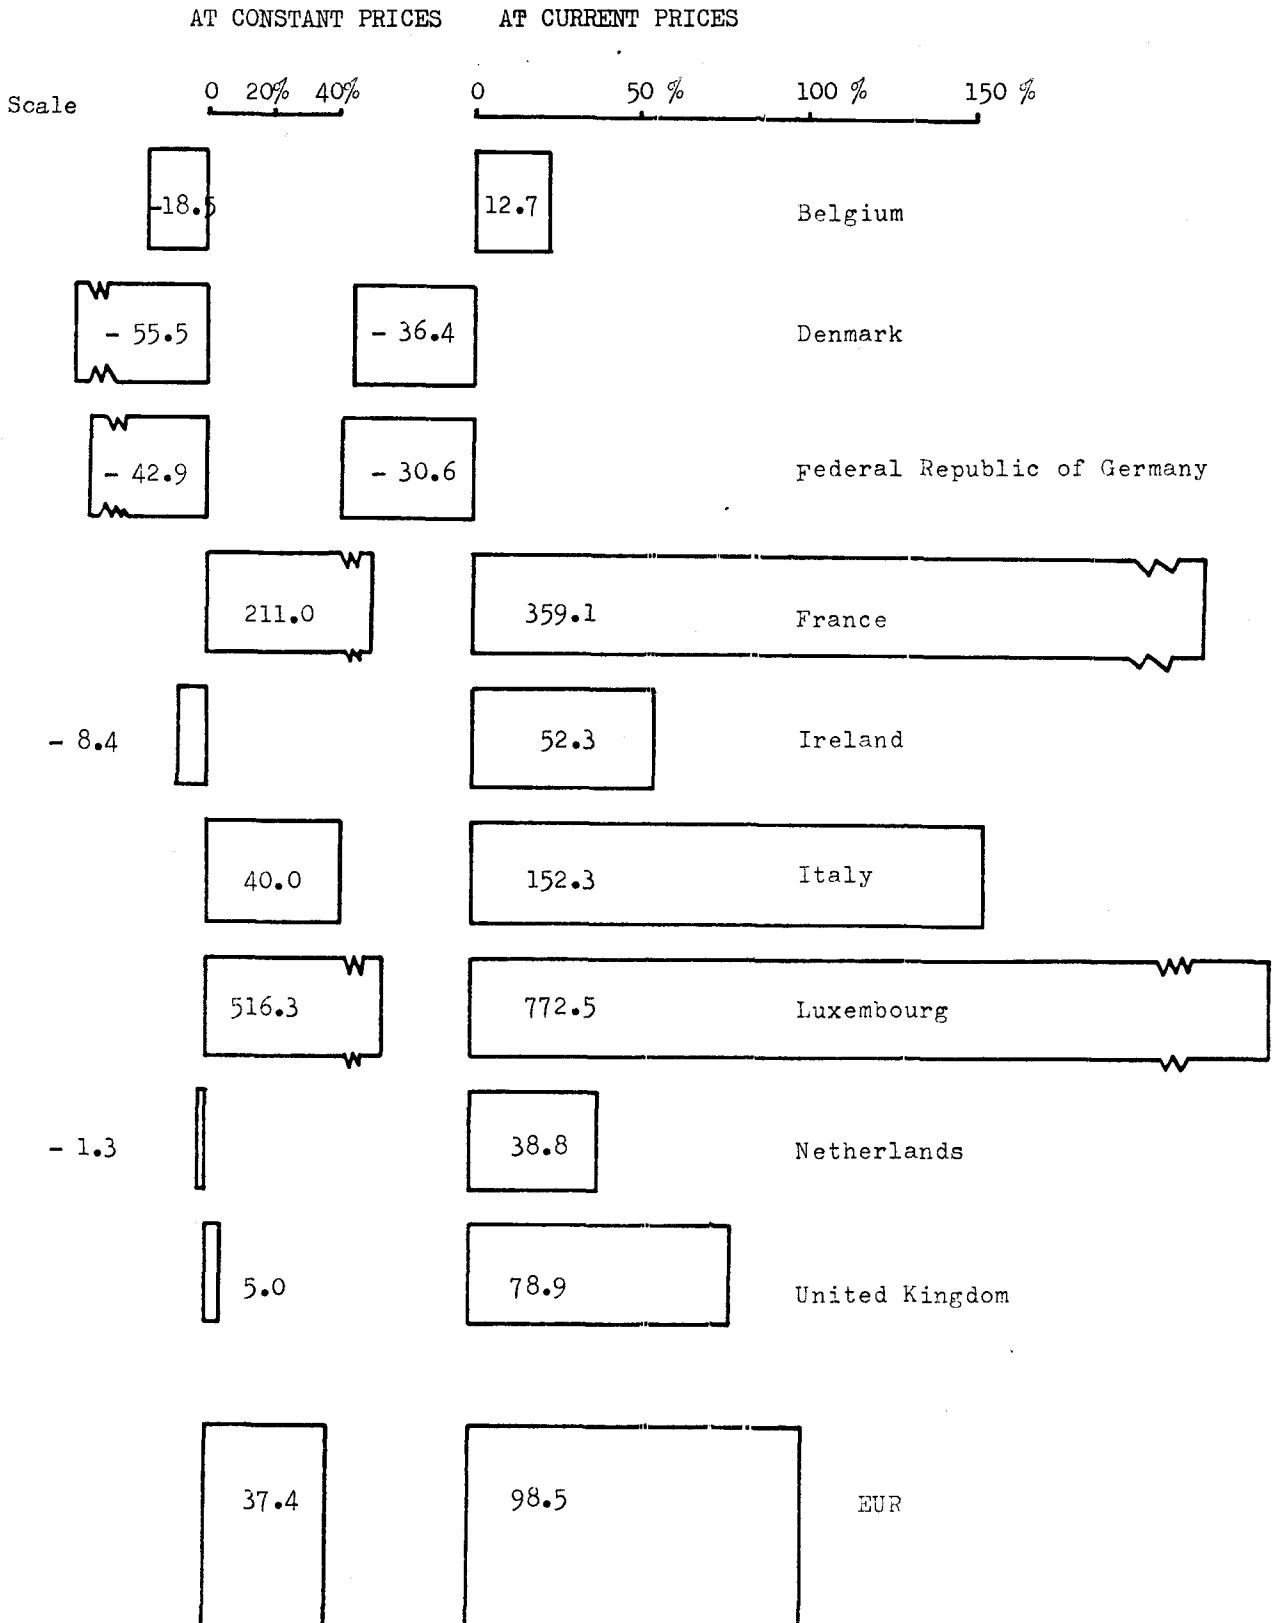 AT CONSTANT PRICES AT CURRENT PRICES
Scale 0 20% 40% 0 50 % 100 % 150 %
-18.5 12.7 Belgium
- 55.5 - 36.4 Denmark
- 42.9 - 30.6 Federal Republic of Germany
211.0 359.1 France
- 8.4 52.3 Ireland
40.0 152.3 Italy
516.3 772.5 Luxembourg
- 1.3 38.8 Netherlands
5.0 78.9 United Kingdom
37.4 98.5 EUR